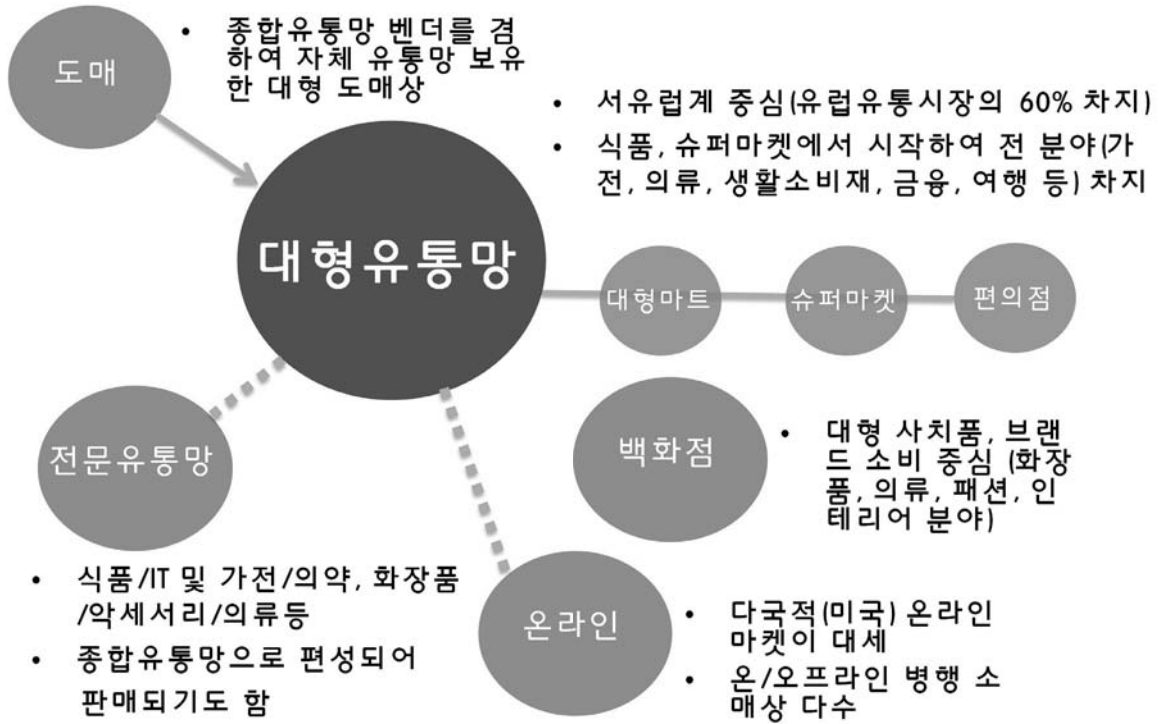 도매
• 종합유통망 벤더를 겸
하여 자체 유통망 보유
한 대형 도매상
• 서유럽계 중심(유럽유통시장의 60% 차지)
• 식품, 슈퍼마켓에서 시작하여 전 분야(가
전, 의류, 생활소비재, 금융, 여행 등) 차지
대형유통망
대형마트
슈퍼마켓
편의점
전문유통망
백화점
• 대형 사치품, 브랜
드 소비 중심 (화장
품, 의류, 패션, 인
테리어 분야)
• 식품/IT 및 가전/의약, 화장품
/악세서리/의류등
• 종합유통망으로 편성되어
판매되기도 함
온라인
• 다국적(미국) 온라인
마켓이 대세
• 온/오프라인 병행 소
매상 다수